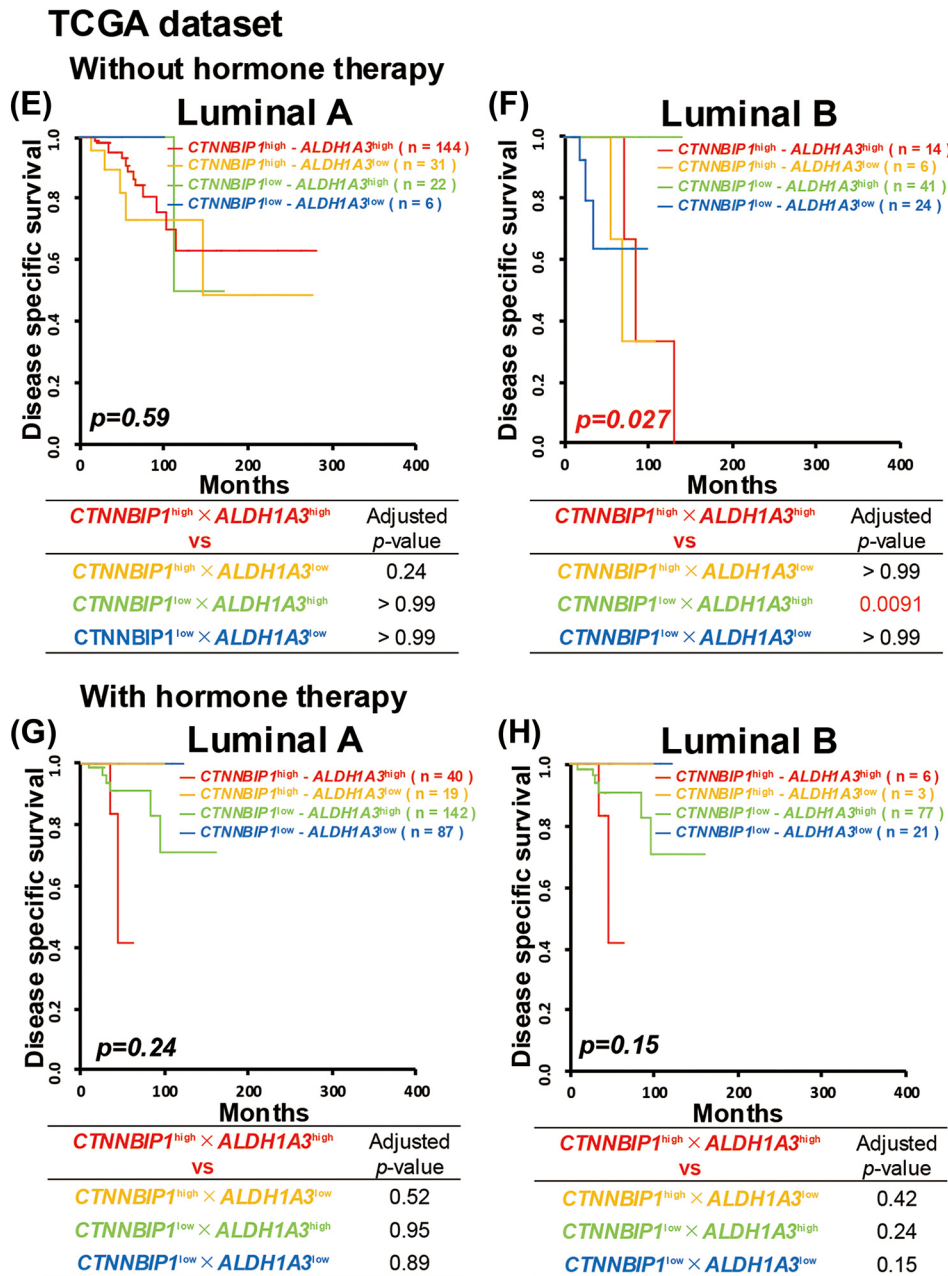 TCGA dataset
Without hormone therapy
(E)
Luminal A
Disease specific survival
1.0
0.8
0.6
0.4
0.2
0.0
CTNNBIP1high - ALDH1A3high ( n = 144)
CTNNBIP1high - ALDH1A3low ( n = 31)
CTNNBIP1low - ALDH1A3high ( n = 22)
CTNNBIP1low - ALDH1A3low ( n = 6)
p=0.59
0 100 200 300 400
Months
CTNNBIP1high × ALDH1A3high Adjusted
vs p-value
CTNNBIP1high × ALDH1A3low 0.24
CTNNBIP1low × ALDH1A3high > 0.99
CTNNBIP1low × ALDH1A3low > 0.99
(F)
Luminal B
Disease specific survival
1.0
0.8
0.6
0.4
0.2
0.0
CTNNBIP1high - ALDH1A3high ( n = 14)
CTNNBIP1high - ALDH1A3low ( n = 6)
CTNNBIP1low - ALDH1A3high ( n = 41)
CTNNBIP1low - ALDH1A3low ( n = 24)
p=0.027
0 100 200 300 400
Months
CTNNBIP1high × ALDH1A3high Adjusted
vs p-value
CTNNBIP1high × ALDH1A3low > 0.99
CTNNBIP1low × ALDH1A3high 0.0091
CTNNBIP1low × ALDH1A3low > 0.99
With hormone therapy
(G)
Luminal A
Disease specific survival
1.0
0.8
0.6
0.4
0.2
0.0
CTNNBIP1high - ALDH1A3high ( n = 40)
CTNNBIP1high - ALDH1A3low ( n = 19)
CTNNBIP1low - ALDH1A3high ( n = 142)
CTNNBIP1low - ALDH1A3low ( n = 87)
p=0.24
0 100 200 300 400
Months
CTNNBIP1high × ALDH1A3high Adjusted
vs p-value
CTNNBIP1high × ALDH1A3low 0.52
CTNNBIP1low × ALDH1A3high 0.95
CTNNBIP1low × ALDH1A3low 0.89
(H)
Luminal B
Disease specific survival
1.0
0.8
0.6
0.4
0.2
0.0
CTNNBIP1high - ALDH1A3high ( n = 6)
CTNNBIP1high - ALDH1A3low ( n = 3)
CTNNBIP1low - ALDH1A3high ( n = 77)
CTNNBIP1low - ALDH1A3low ( n = 21)
p=0.15
0 100 200 300 400
Months
CTNNBIP1high × ALDH1A3high Adjusted
vs p-value
CTNNBIP1high × ALDH1A3low 0.42
CTNNBIP1low × ALDH1A3high 0.24
CTNNBIP1low × ALDH1A3low 0.15